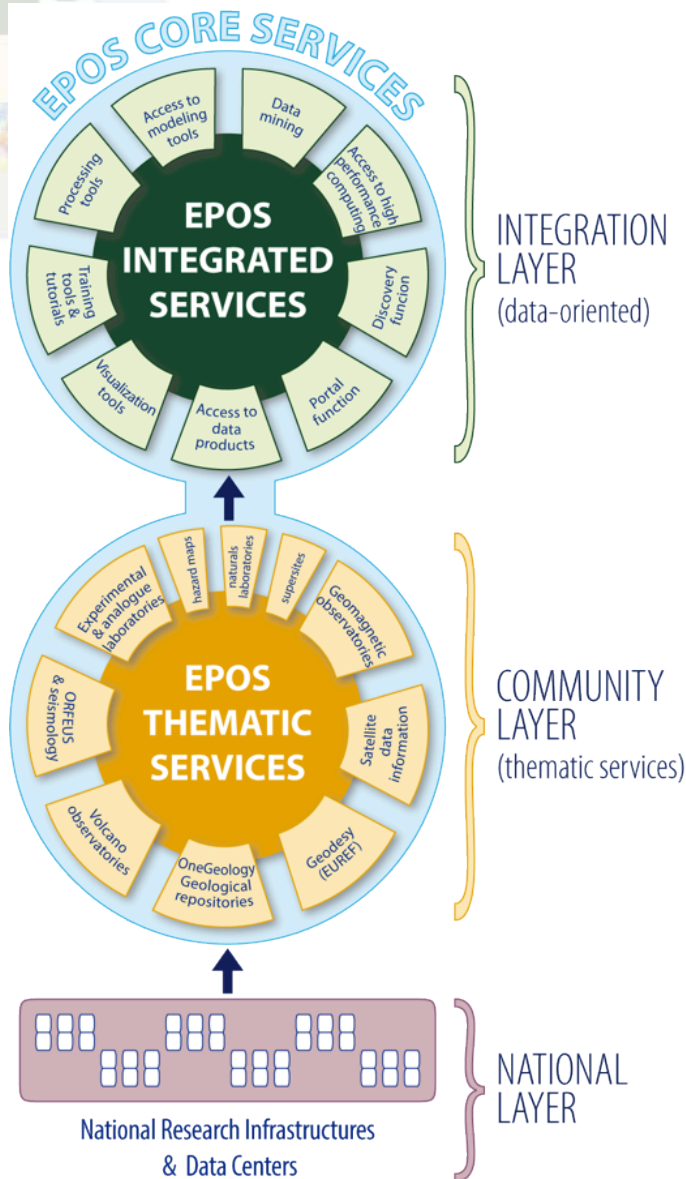 EPOS CORE SERVICES
Access to
modeling
tools
Data
mining
Access to high
performance
computing
Discovery
funcion
Portal
function
Access to
data
products
Visualization
tools
Training
tools &
tutorials
Processing
tools
EPOS
INTEGRATED
SERVICES
INTEGRATION
LAYER
(data-oriented)
Experimental
& analogue
laboratories
hazard maps
naturals
laboratories
supersites
Geomagnetic
observatories
Satellite
data
information
Geodesy
(EUREF)
OneGeology
Geological
repositories
Volcano
observatories
ORFEUS
& seismology
EPOS
THEMATIC
SERVICES
COMMUNITY
LAYER
(thematic services)
NATIONAL
LAYER
National Research Infrastructures
& Data Centers